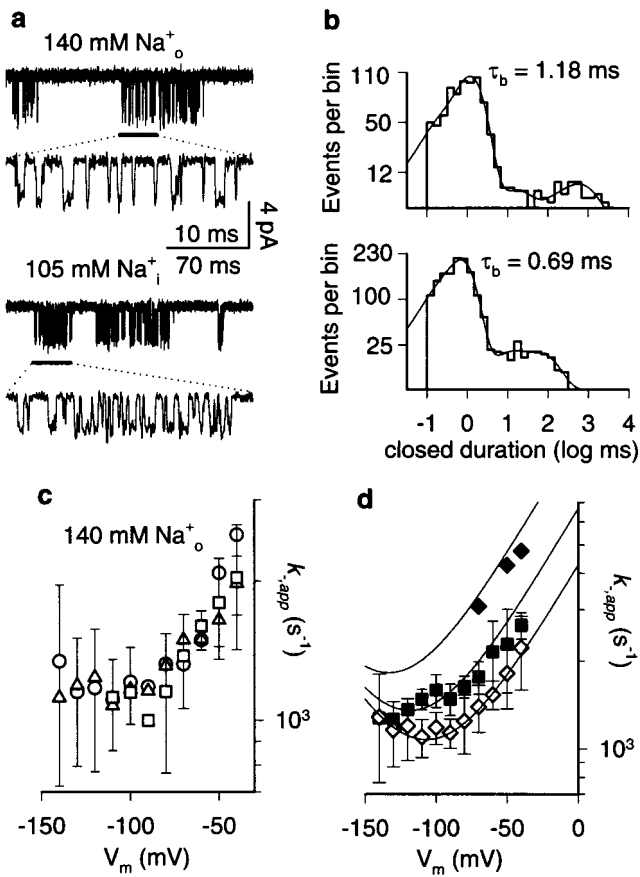 a
140 mM Na⁺ₒ
10 ms
4 pA
70 ms
105 mM Na⁺ᵢ
b
τb = 1.18 ms
Events per bin
110
50
12
τb = 0.69 ms
Events per bin
230
100
25
-1 0 1 2 3 4
closed duration (log ms)
c
140 mM Na⁺ₒ
k-,app (s⁻¹)
10³
-150 -100 -50
Vm (mV)
d
k-,app (s⁻¹)
10³
-150 -100 -50 0
Vm (mV)